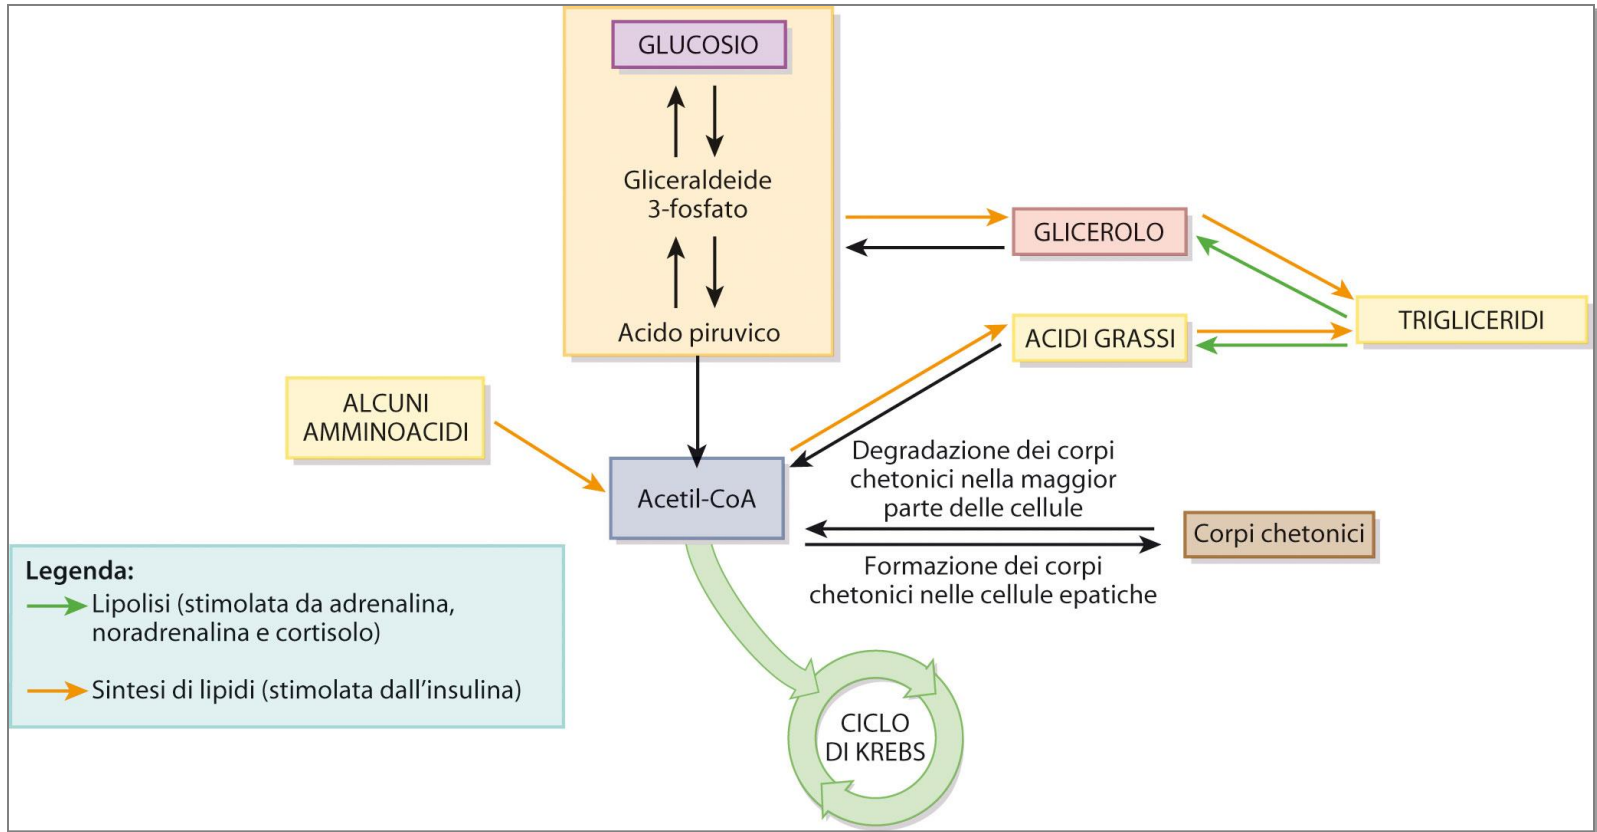 GLUCOSIO
Gliceraldeide
3-fosfato
Acido piruvico
GLICEROLO
TRIGLICERIDI
ACIDI GRASSI
ALCUNI
AMMINOACIDI
Acetil-CoA
Degradazione dei corpi
chetonici nella maggior
parte delle cellule
Corpi chetonici
Formazione dei corpi
chetonici nelle cellule epatiche
Legenda:
Lipolisi (stimolata da adrenalina,
noradrenalina e cortisolo)
Sintesi di lipidi (stimolata dall'insulina)
CICLO
DI KREBS